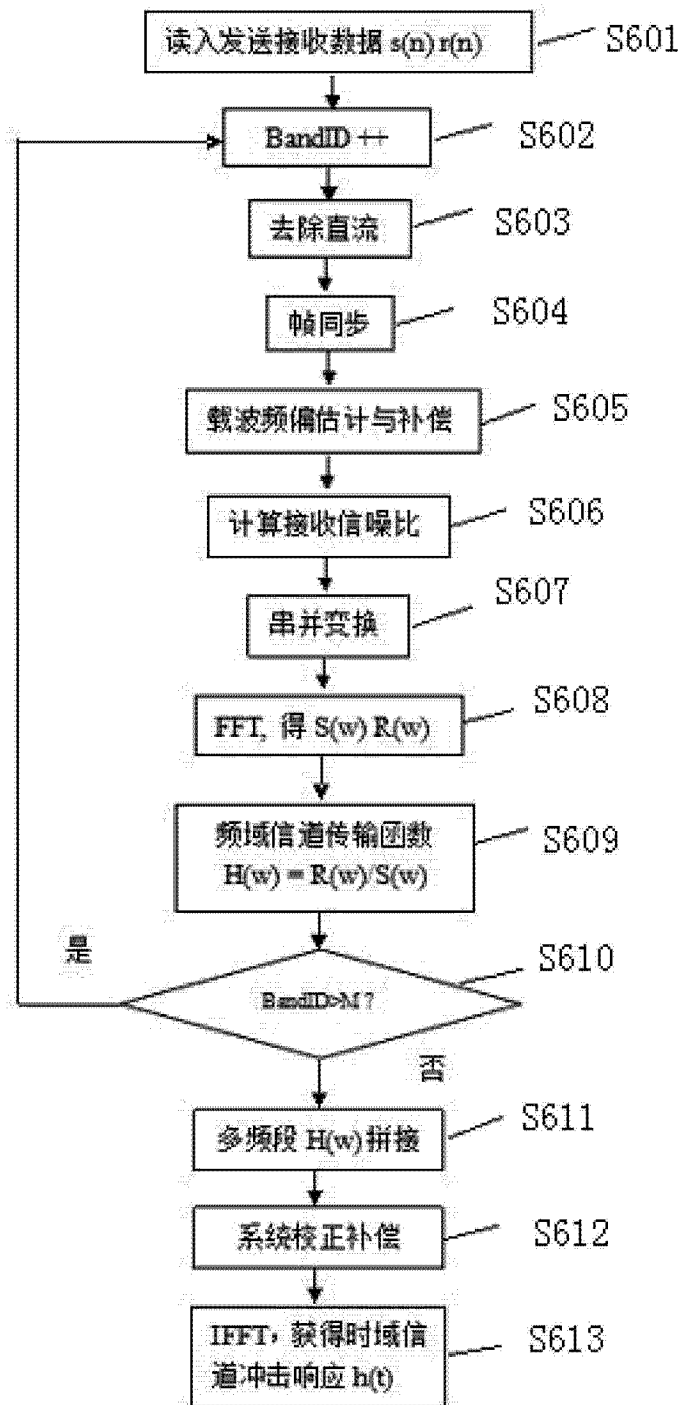 读入发送接收数据 s(n) r(n)
S601
BandID ++
S602
去除直流
S603
帧同步
S604
载波频偏估计与补偿
S605
计算接收信噪比
S606
串并变换
S607
FFT, 得 S(w) R(w)
S608
频域信道传输函数
H(w) = R(w)/S(w)
S609
是
BandID>M ?
S610
否
多频段 H(w) 拼接
S611
系统校正补偿
S612
IFFT，获得时域信
道冲击响应 h(t)
S613